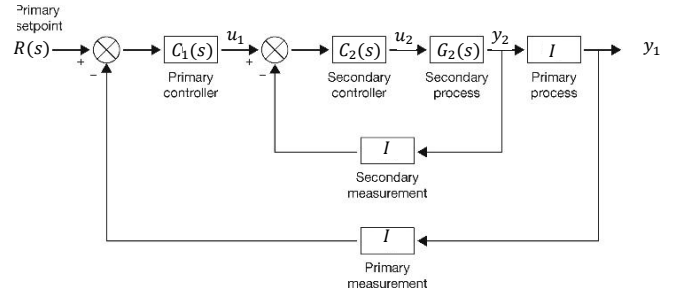 Primary
setpoint
R(s)
+
−
C₁(s)
Primary
controller
u₁
+
−
C₂(s)
Secondary
controller
u₂
G₂(s)
Secondary
process
y₂
I
Primary
process
y₁
I
Secondary
measurement
I
Primary
measurement